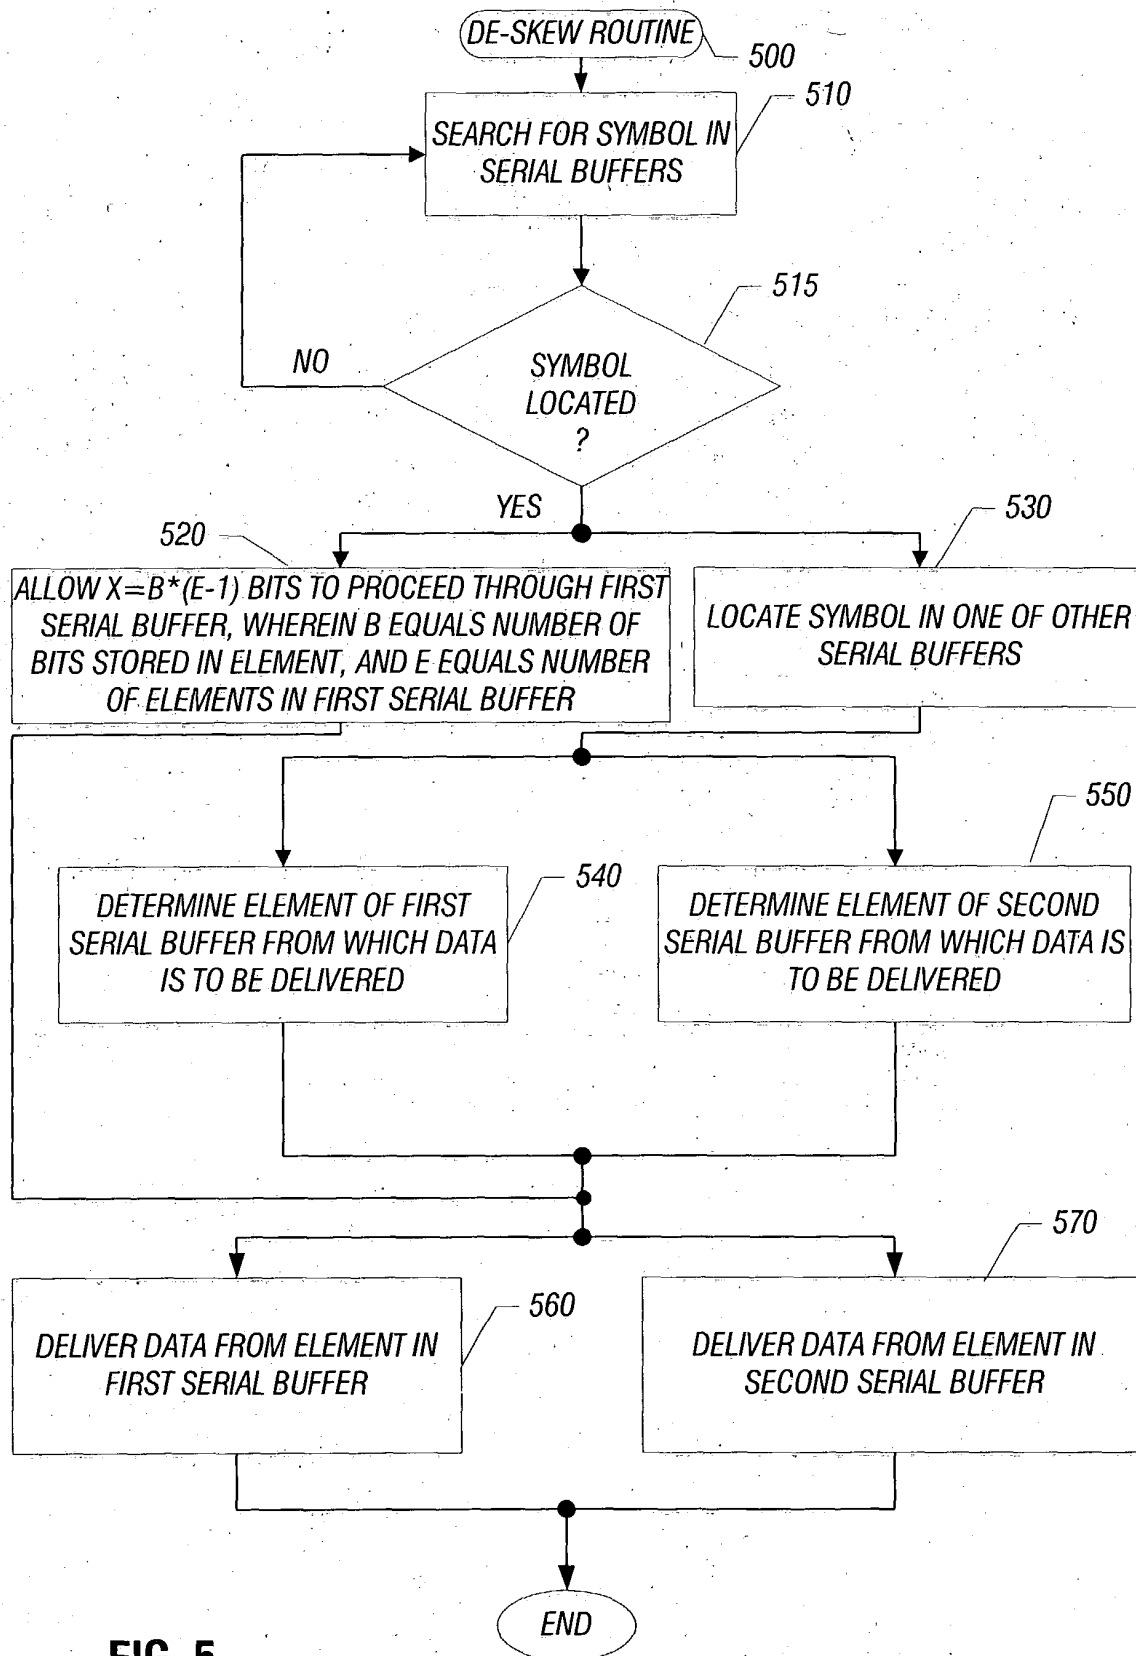 DE-SKEW ROUTINE
500
510
SEARCH FOR SYMBOL IN
SERIAL BUFFERS
515
SYMBOL
LOCATED
?
NO
YES
520
530
ALLOW X=B*(E-1) BITS TO PROCEED THROUGH FIRST
SERIAL BUFFER, WHEREIN B EQUALS NUMBER OF
BITS STORED IN ELEMENT, AND E EQUALS NUMBER
OF ELEMENTS IN FIRST SERIAL BUFFER
LOCATE SYMBOL IN ONE OF OTHER
SERIAL BUFFERS
540
550
DETERMINE ELEMENT OF FIRST
SERIAL BUFFER FROM WHICH DATA
IS TO BE DELIVERED
DETERMINE ELEMENT OF SECOND
SERIAL BUFFER FROM WHICH DATA IS
TO BE DELIVERED
560
570
DELIVER DATA FROM ELEMENT IN
FIRST SERIAL BUFFER
DELIVER DATA FROM ELEMENT IN
SECOND SERIAL BUFFER
END
FIG. 5